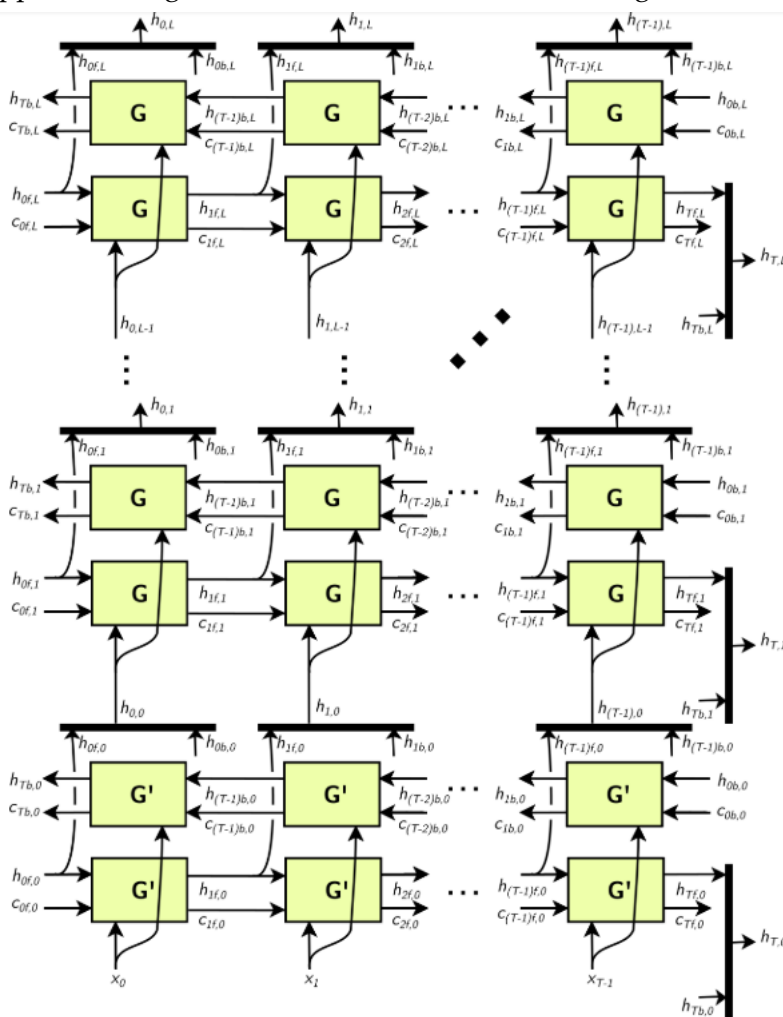 h0,L h1,L h(T-1),L
h0f,L h0b,L h1f,L h1b,L h(T-1)f,L h(T-1)b,L
hTb,L G h(T-1)b,L G h(T-2)b,L ... h1b,L G h0b,L
cTb,L c(T-1)b,L c(T-2)b,L c1b,L c0b,L
h0f,L G h1f,L G h2f,L ... h(T-1)f,L G hTf,L
c0f,L c1f,L c2f,L c(T-1)f,L cTf,L
h0,L-1 h1,L-1 h(T-1),L-1 hTb,L
h0,1 h1,1 h(T-1),1
h0f,1 h0b,1 h1f,1 h1b,1 h(T-1)f,1 h(T-1)b,1
hTb,1 G h(T-1)b,1 G h(T-2)b,1 ... h1b,1 G h0b,1
cTb,1 c(T-1)b,1 c(T-2)b,1 c1b,1 c0b,1
h0f,1 G h1f,1 G h2f,1 ... h(T-1)f,1 G hTf,1
c0f,1 c1f,1 c2f,1 c(T-1)f,1 cTf,1
h0,0 h1,0 h(T-1),0 hTb,1
h0f,0 h0b,0 h1f,0 h1b,0 h(T-1)f,0 h(T-1)b,0
hTb,0 G' h(T-1)b,0 G' h(T-2)b,0 ... h1b,0 G' h0b,0
cTb,0 c(T-1)b,0 c(T-2)b,0 c1b,0 c0b,0
h0f,0 G' h1f,0 G' h2f,0 ... h(T-1)f,0 G' hTf,0
c0f,0 c1f,0 c2f,0 c(T-1)f,0 cTf,0
x0 x1 xT-1 hTb,0